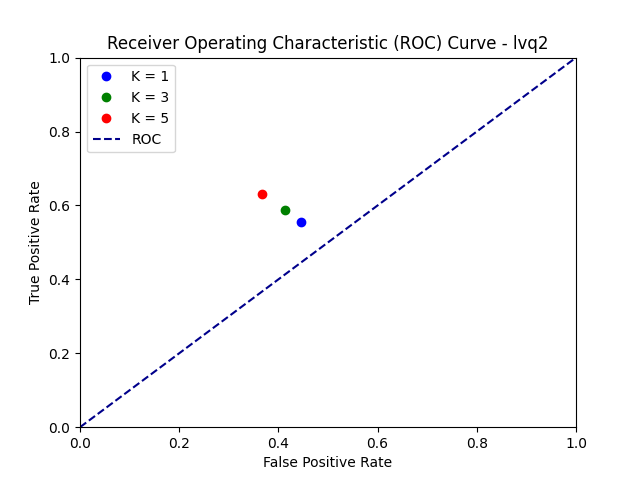 Receiver Operating Characteristic (ROC) Curve - lvq2
K = 1
K = 3
K = 5
ROC
True Positive Rate
1.0
0.8
0.6
0.4
0.2
0.0
0.0 0.2 0.4 0.6 0.8 1.0
False Positive Rate